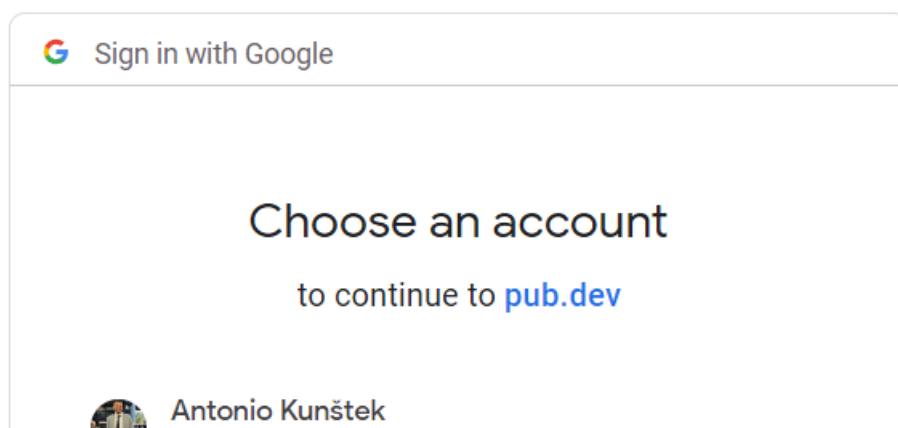 Sign in with Google
Choose an account
to continue to pub.dev
Antonio Kunštek